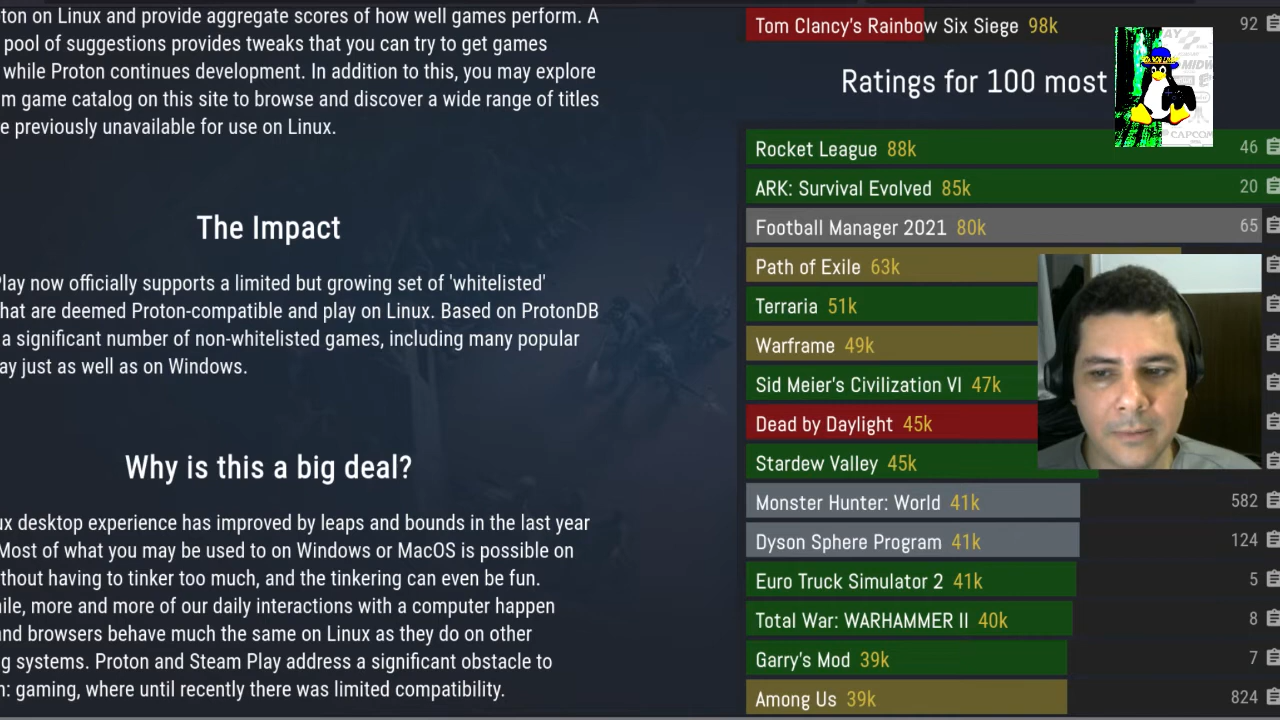 ton on Linux and provide aggregate scores of how well games perform. A
pool of suggestions provides tweaks that you can try to get games
while Proton continues development. In addition to this, you may explore
m game catalog on this site to browse and discover a wide range of titles
e previously unavailable for use on Linux.
The Impact
Play now officially supports a limited but growing set of 'whitelisted'
hat are deemed Proton-compatible and play on Linux. Based on ProtonDB
a significant number of non-whitelisted games, including many popular
ay just as well as on Windows.
Why is this a big deal?
ux desktop experience has improved by leaps and bounds in the last year
Most of what you may be used to on Windows or MacOS is possible on
thout having to tinker too much, and the tinkering can even be fun.
ile, more and more of our daily interactions with a computer happen
and browsers behave much the same on Linux as they do on other
g systems. Proton and Steam Play address a significant obstacle to
n: gaming, where until recently there was limited compatibility.
Tom Clancy's Rainbow Six Siege 98k 92
Ratings for 100 most
MIDW
CAPCOM
Rocket League 88k 46
ARK: Survival Evolved 85k 20
Football Manager 2021 80k 65
Path of Exile 63k
Terraria 51k
Warframe 49k
Sid Meier's Civilization VI 47k
Dead by Daylight 45k
Stardew Valley 45k
Monster Hunter: World 41k 582
Dyson Sphere Program 41k 124
Euro Truck Simulator 2 41k 5
Total War: WARHAMMER II 40k 8
Garry's Mod 39k 7
Among Us 39k 824